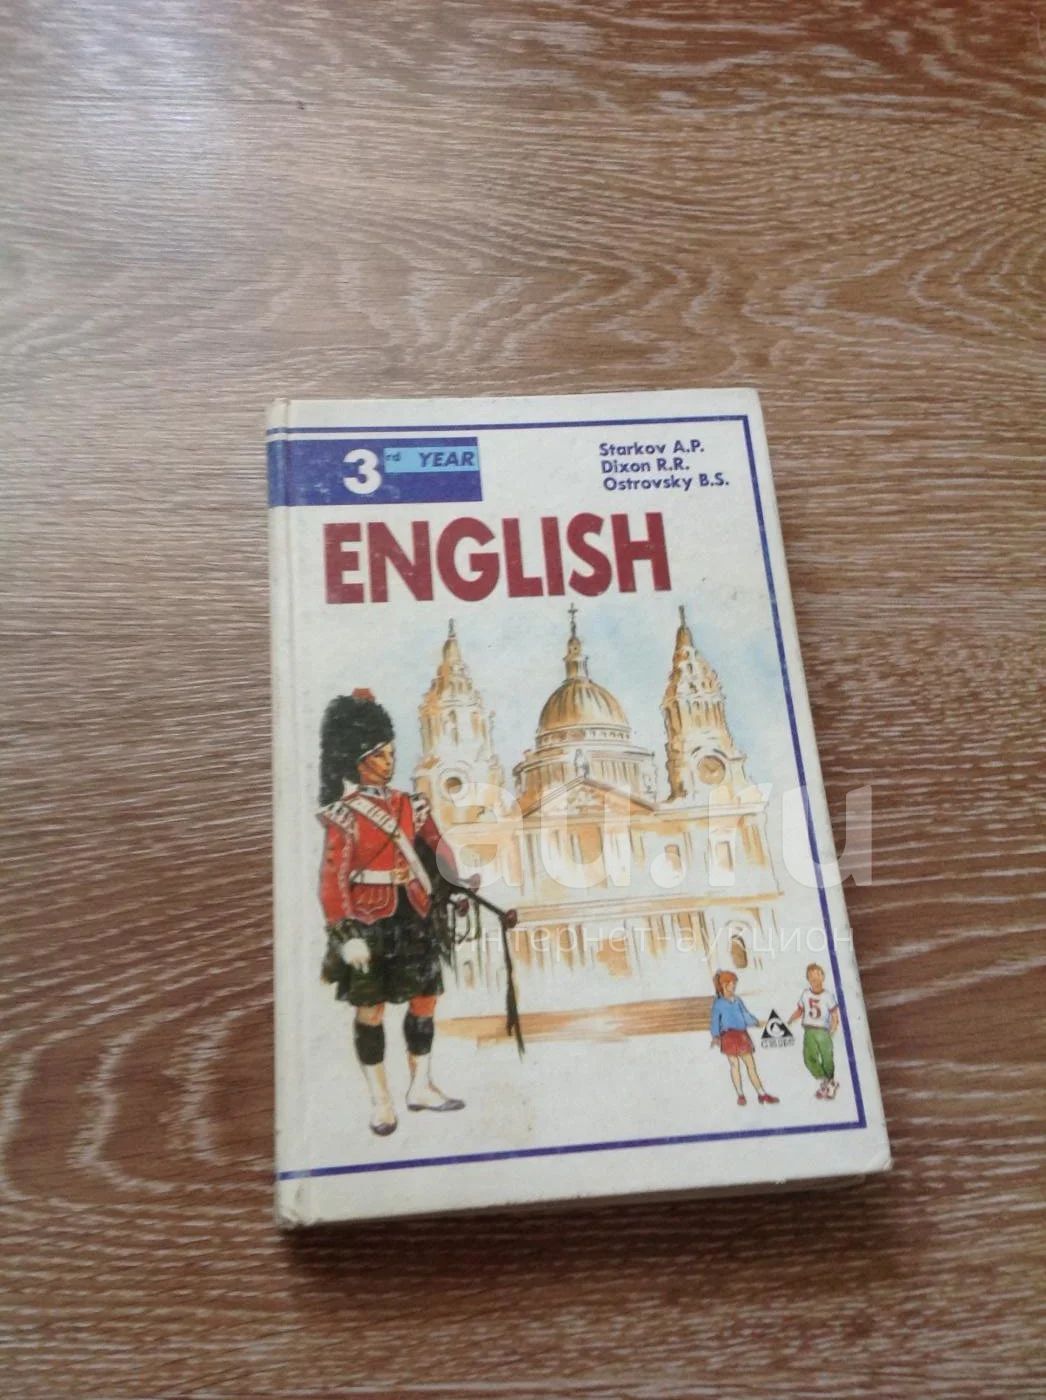 3rd YEAR
Starkov A.P.
Dixon R.R.
Ostrovsky B.S.
ENGLISH
au.ru
интернет-аукцион
5